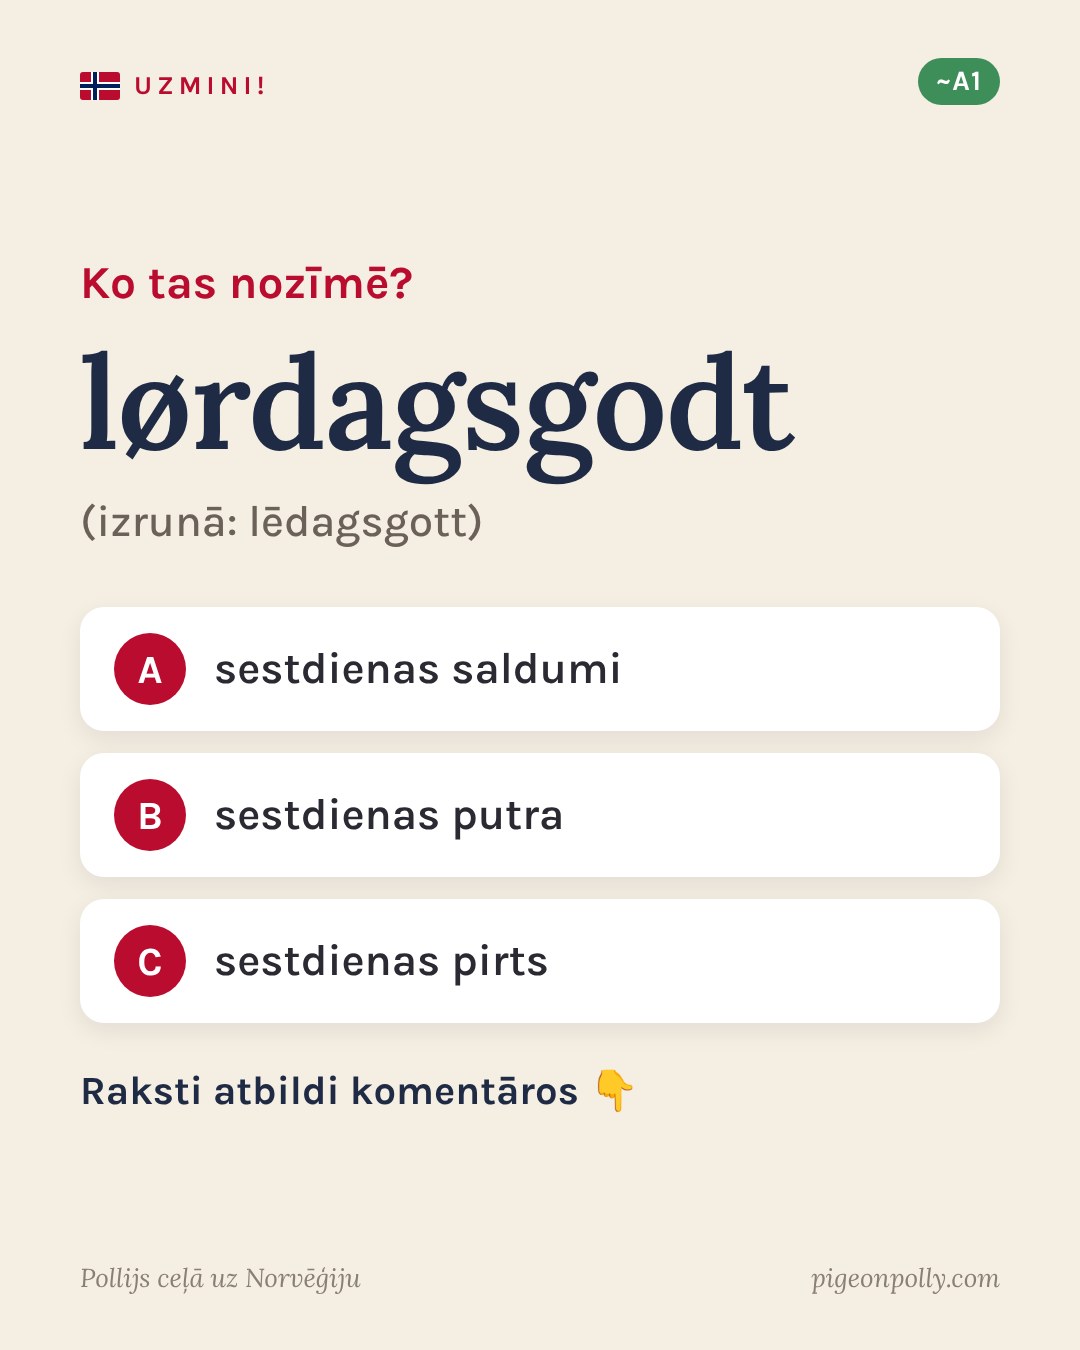 UZMINI!
~A1
Ko tas nozīmē?
lørdagsgodt
(izrunā: lēdagsgott)
A sestdienas saldumi
B sestdienas putra
C sestdienas pirts
Raksti atbildi komentāros 👇
Pollijs ceļā uz Norvēģiju
pigeonpolly.com